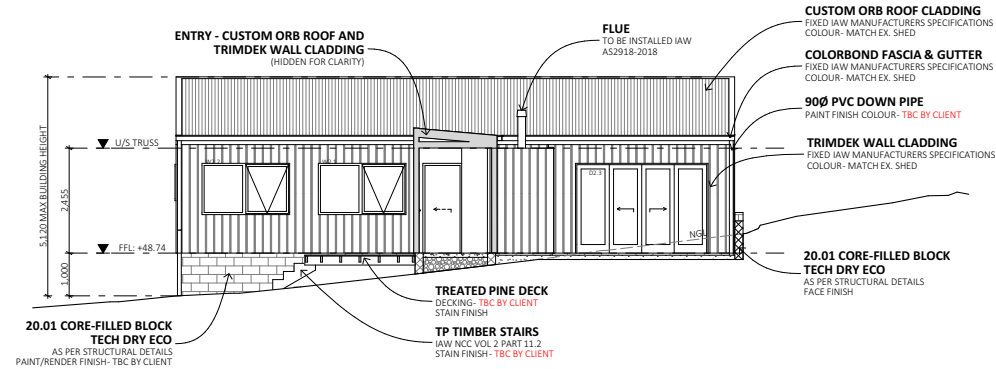 CUSTOM ORB ROOF CLADDING
FIXED IAW MANUFACTURERS SPECIFICATIONS
COLOUR- MATCH EX. SHED
ENTRY - CUSTOM ORB ROOF AND
TRIMDEK WALL CLADDING
(HIDDEN FOR CLARITY)
FLUE
TO BE INSTALLED IAW
AS2918-2018
COLORBOND FASCIA & GUTTER
FIXED IAW MANUFACTURERS SPECIFICATIONS
COLOUR- MATCH EX. SHED
90Ø PVC DOWN PIPE
PAINT FINISH COLOUR- TBC BY CLIENT
TRIMDEK WALL CLADDING
FIXED IAW MANUFACTURERS SPECIFICATIONS
COLOUR- MATCH EX. SHED
U/S TRUSS
5,120 MAX BUILDING HEIGHT
2,455
1,000
FFL: +48.74
D2.3
NGL
20.01 CORE-FILLED BLOCK
TECH DRY ECO
AS PER STRUCTURAL DETAILS
FACE FINISH
TREATED PINE DECK
DECKING- TBC BY CLIENT
STAIN FINISH
TP TIMBER STAIRS
IAW NCC VOL 2 PART 11.2
STAIN FINISH- TBC BY CLIENT
20.01 CORE-FILLED BLOCK
TECH DRY ECO
AS PER STRUCTURAL DETAILS
PAINT/RENDER FINISH- TBC BY CLIENT